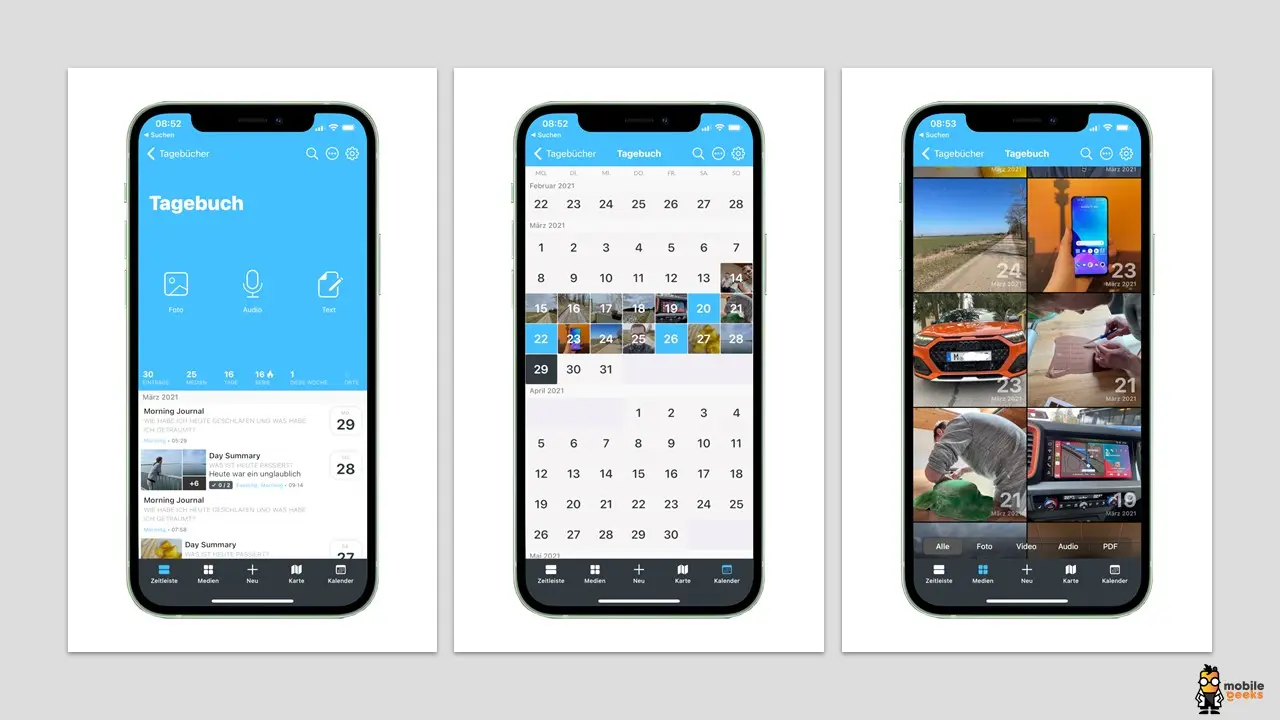 08:52
Suchen
Tagebücher
Tagebuch
Foto Audio Text
30 25 16 16 1
EINTRÄGE MEDIEN TAGE SERIE DIESE WOCHE ORTE
März 2021
Morning Journal
WIE HABE ICH HEUTE GESCHLAFEN UND WAS HABE
ICH GETRÄUMT?
Morning • 05:29
MO.
29
Day Summary
WAS IST HEUTE PASSIERT?
Heute war ein unglaublich
+6
0 / 2
Morning • 09:14
SO.
28
Morning Journal
WIE HABE ICH HEUTE GESCHLAFEN UND WAS HABE
ICH GETRÄUMT?
Morning • 07:58
Day Summary
WAS IST HEUTE PASSIERT?
SA.
27
Zeitleiste Medien Neu Karte Kalender
08:52
Suchen
Tagebücher Tagebuch
MO. DI. MI. DO. FR. SA. SO.
Februar 2021
22 23 24 25 26 27 28
März 2021
1 2 3 4 5 6 7
8 9 10 11 12 13 14
15 16 17 18 19 20 21
22 23 24 25 26 27 28
29 30 31
April 2021
1 2 3 4
5 6 7 8 9 10 11
12 13 14 15 16 17 18
19 20 21 22 23 24 25
26 27 28 29 30
Mai 2021
Zeitleiste Medien Neu Karte Kalender
08:53
Suchen
Tagebücher Tagebuch
März 2021 März 2021
24 23
März 2021 März 2021
23 21
März 2021 März 2021
21 19
März 2021 März 2021
Alle Foto Video Audio PDF
Zeitleiste Medien Neu Karte Kalender
mobile
geeks